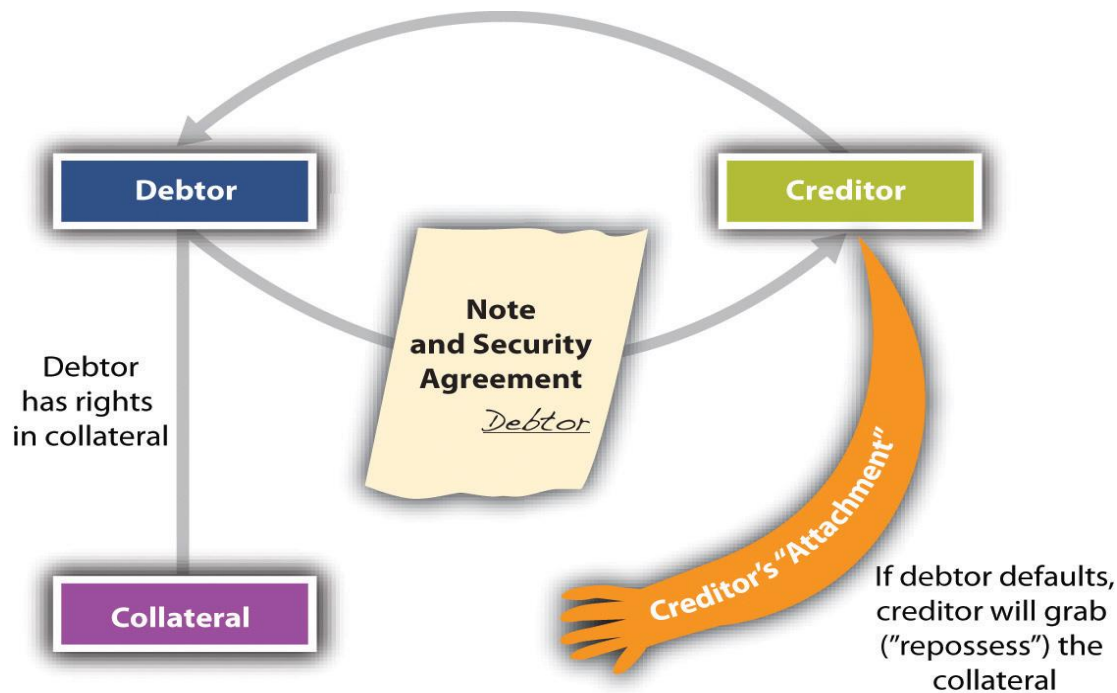 Debtor
Creditor
Note
and Security
Agreement
Debtor
Debtor
has rights
in collateral
Collateral
Creditor's "Attachment"
If debtor defaults,
creditor will grab
("repossess") the
collateral